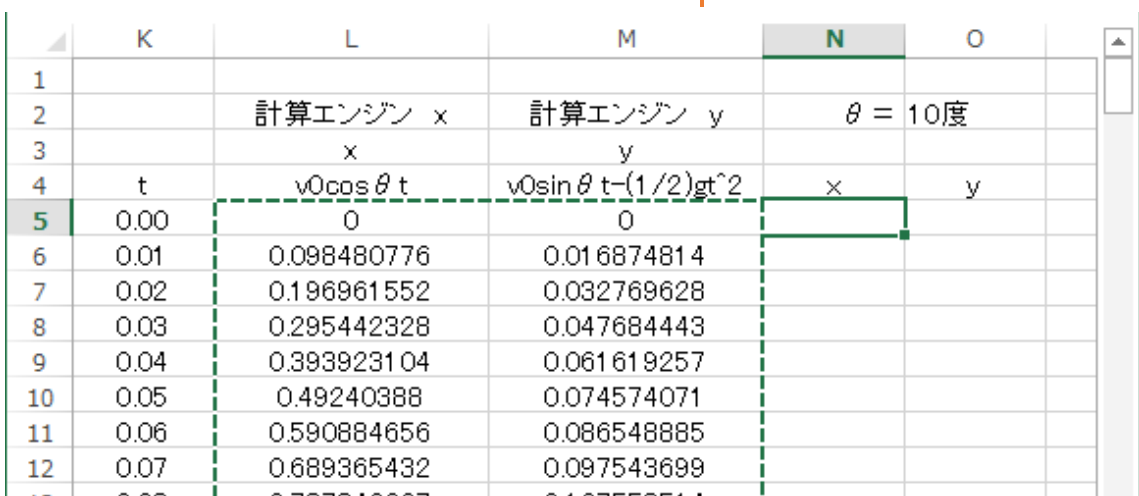 K L M N O
1
2 計算エンジン x 計算エンジン y θ = 10度
3 x y
4 t v0cosθt v0sinθt-(1/2)gt^2 x y
5 0.00 0 0
6 0.01 0.098480776 0.016874814
7 0.02 0.196961552 0.032769628
8 0.03 0.295442328 0.047684443
9 0.04 0.393923104 0.061619257
10 0.05 0.49240388 0.074574071
11 0.06 0.590884656 0.086548885
12 0.07 0.689365432 0.097543699